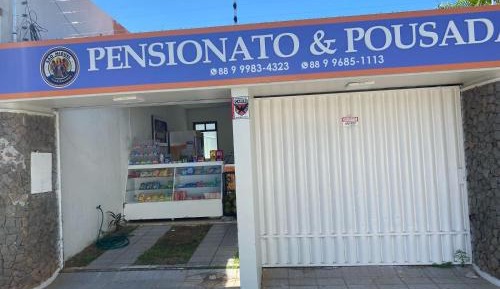 PENSIONATO & POUSADA
88 9 9983-4323 88 9 9685-1113